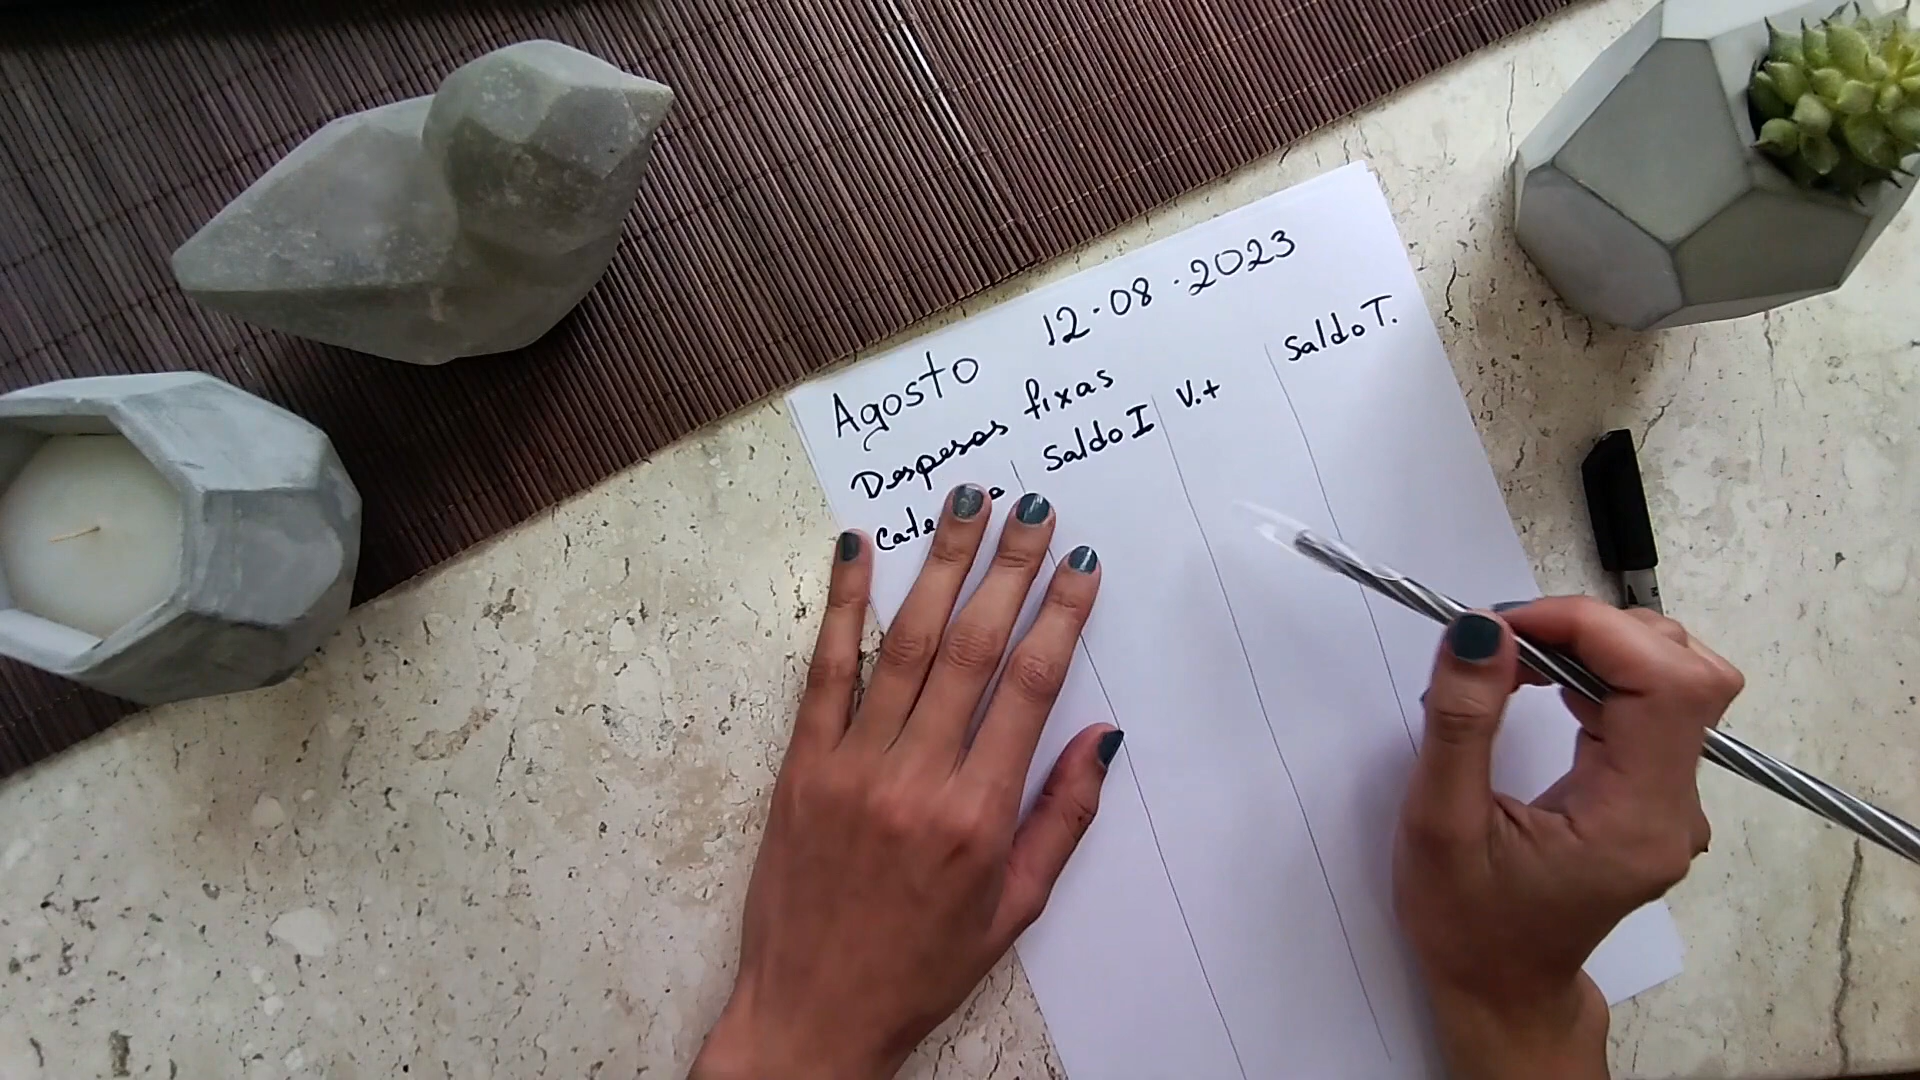 Agosto 12.08.2023
Despesas fixas
Saldo I V.+ Saldo T.